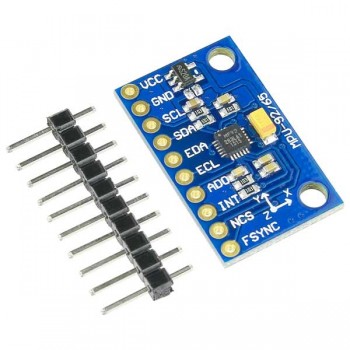 VCC
GND
SCL
SDA
EDA
ECL
ADO
INT
NCS
FSYNC
MPU-92/65
Y X
Z